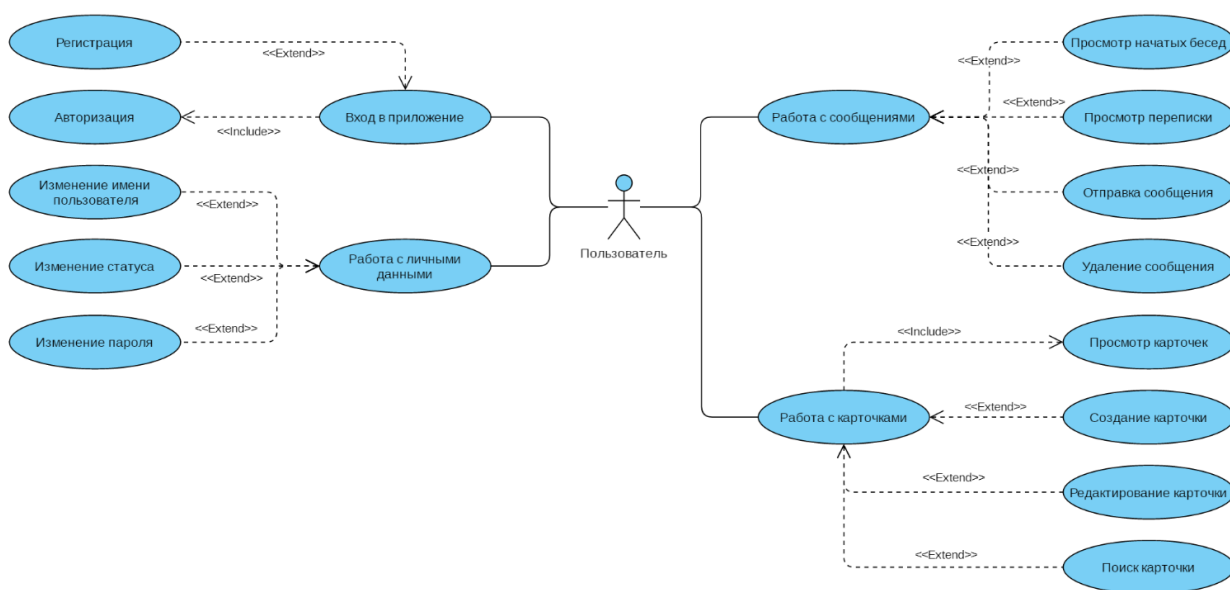 Регистрация
<<Extend>>
Авторизация
<<Include>>
Вход в приложение
Изменение имени
пользователя
<<Extend>>
Изменение статуса
<<Extend>>
Работа с личными
данными
Изменение пароля
<<Extend>>
Пользователь
Просмотр начатых бесед
<<Extend>>
Работа с сообщениями
<<Extend>>
Просмотр переписки
<<Extend>>
Отправка сообщения
<<Extend>>
Удаление сообщения
<<Include>>
Просмотр карточек
Работа с карточками
<<Extend>>
Создание карточки
<<Extend>>
Редактирование карточки
<<Extend>>
Поиск карточки